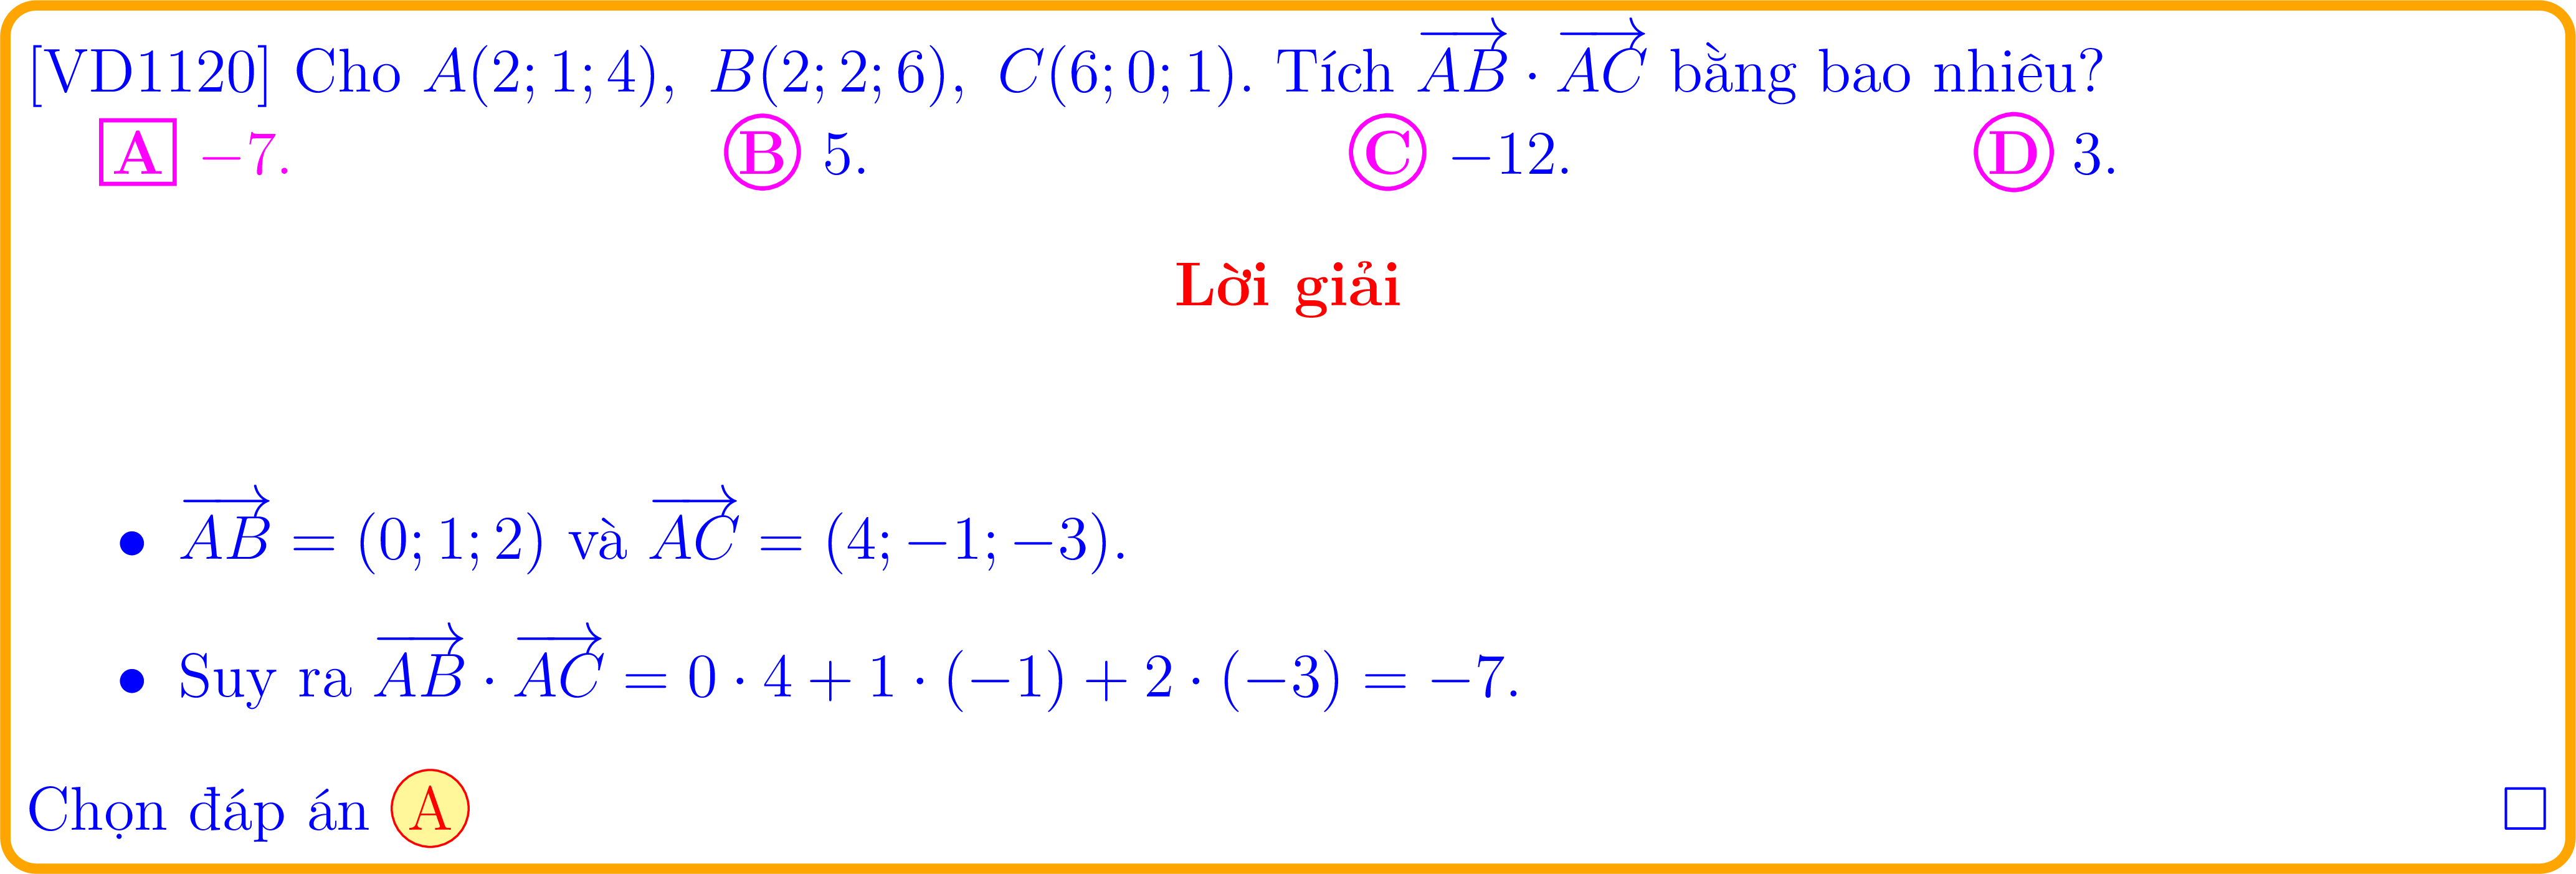 [VD1120] Cho $A(2;1;4),\ B(2;2;6),\ C(6;0;1)$. Tích $\overrightarrow{AB}\cdot\overrightarrow{AC}$ bằng bao nhiêu?
A −7. B 5. C −12. D 3.
Lời giải
• $\overrightarrow{AB} = (0;1;2)$ và $\overrightarrow{AC} = (4;-1;-3)$.
• Suy ra $\overrightarrow{AB}\cdot\overrightarrow{AC} = 0\cdot 4 + 1\cdot(-1) + 2\cdot(-3) = -7$.
Chọn đáp án A □